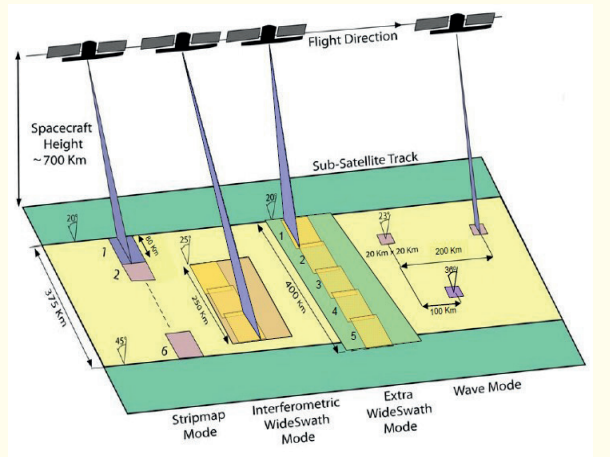 Flight Direction
Spacecraft
Height
~700 Km
Sub-Satellite Track
20°
1
80 Km
2
25°
20°
1
2
3
4
5
23°
20 Km × 20 Km
200 Km
36°
100 Km
375 Km
250 Km
400 Km
45°
6
Stripmap
Mode
Interferometric
WideSwath
Mode
Extra
WideSwath
Mode
Wave Mode